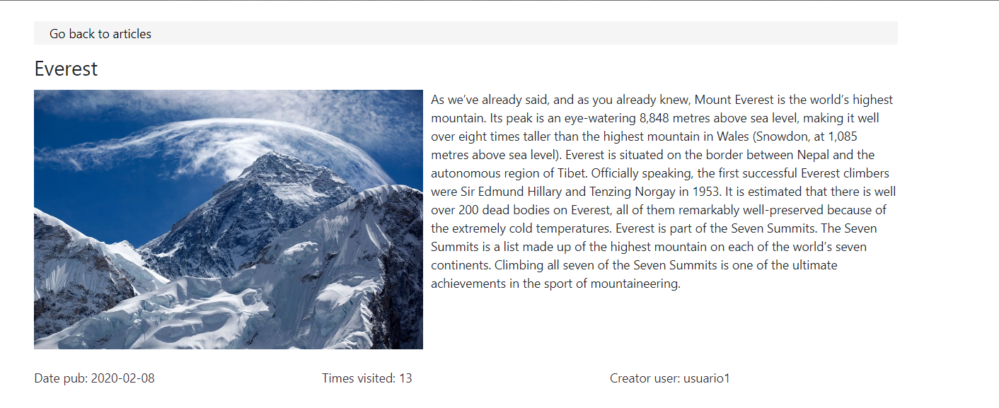 Go back to articles
Everest
As we’ve already said, and as you already knew, Mount Everest is the world’s highest
mountain. Its peak is an eye-watering 8,848 metres above sea level, making it well
over eight times taller than the highest mountain in Wales (Snowdon, at 1,085
metres above sea level). Everest is situated on the border between Nepal and the
autonomous region of Tibet. Officially speaking, the first successful Everest climbers
were Sir Edmund Hillary and Tenzing Norgay in 1953. It is estimated that there is well
over 200 dead bodies on Everest, all of them remarkably well-preserved because of
the extremely cold temperatures. Everest is part of the Seven Summits. The Seven
Summits is a list made up of the highest mountain on each of the world’s seven
continents. Climbing all seven of the Seven Summits is one of the ultimate
achievements in the sport of mountaineering.
Date pub: 2020-02-08
Times visited: 13
Creator user: usuario1